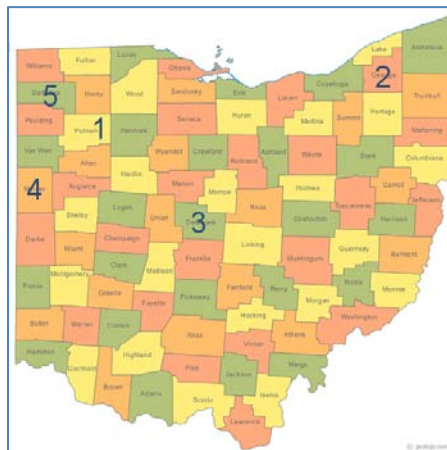 Ashtabula
Lake
Lucas
Williams
Fulton
Ottawa
2
Geauga
Cuyahoga
Trumbull
5
Defiance
Henry
Wood
Sandusky
Erie
Lorain
Portage
Summit
Medina
Huron
Paulding
Seneca
Mahoning
1
Putnam
Hancock
Van Wert
Wyandot
Crawford
Richland
Ashland
Wayne
Stark
Columbiana
Allen
Hardin
4
Auglaize
Marion
Morrow
Holmes
Carroll
Jefferson
Knox
Tuscarawas
Harrison
Logan
Shelby
Union
3
Delaware
Coshocton
Darke
Champaign
Licking
Guernsey
Belmont
Miami
Franklin
Muskingum
Clark
Madison
Montgomery
Preble
Greene
Fairfield
Perry
Noble
Monroe
Fayette
Pickaway
Morgan
Hocking
Washington
Butler
Warren
Clinton
Ross
Athens
Vinton
Hamilton
Highland
Clermont
Pike
Jackson
Meigs
Brown
Adams
Scioto
Gallia
Lawrence